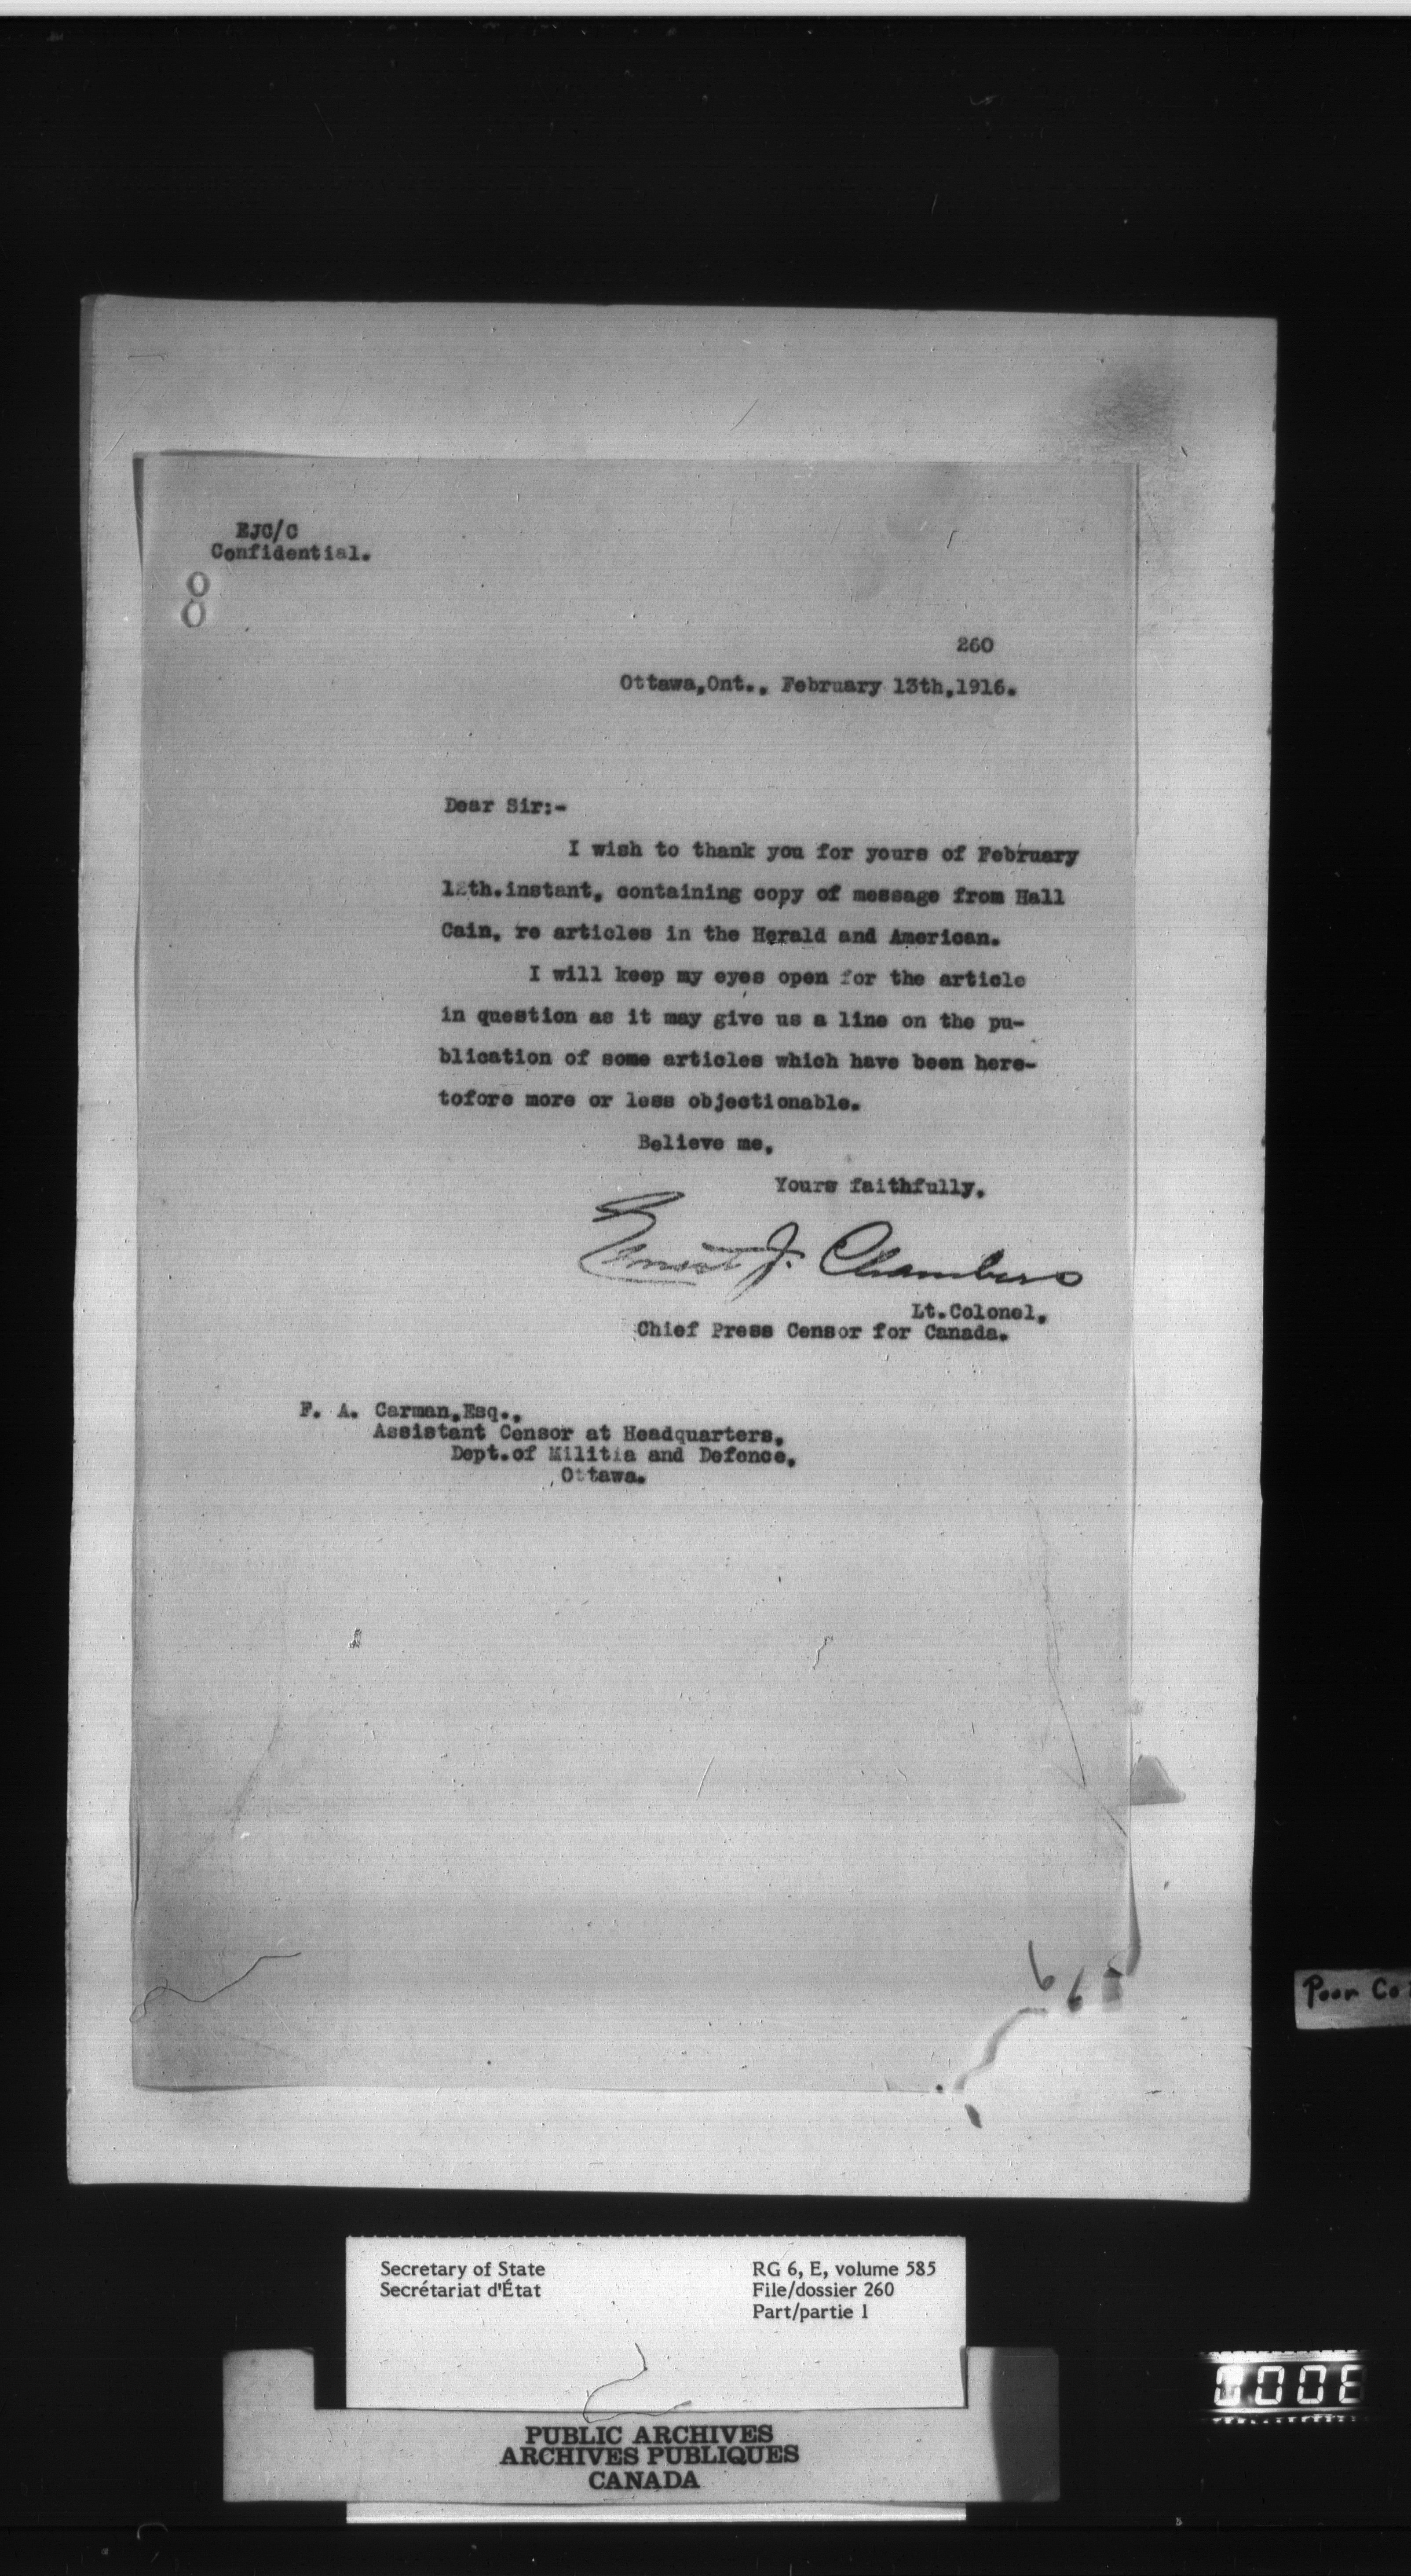 EJC/C
Confidential.
260
Ottawa,Ont., February 13th,1916.
Dear Sir:-
I wish to thank you for yours of February
12th.instant, containing copy of message from Hall
Cain, re articles in the Herald and American.
I will keep my eyes open for the article
in question as it may give us a line on the pu-
blication of some articles which have been here-
tofore more or less objectionable.
Believe me,
Yours faithfully,
Ernest J. Chambers
Lt.Colonel,
Chief Press Censor for Canada.
F. A. Carman,Esq.,
Assistant Censor at Headquarters,
Dept.of Militia and Defence,
Ottawa.
Poor
Secretary of State
Secrétariat d'État
RG 6, E, volume 585
File/dossier 260
Part/partie 1
PUBLIC ARCHIVES
ARCHIVES PUBLIQUES
CANADA